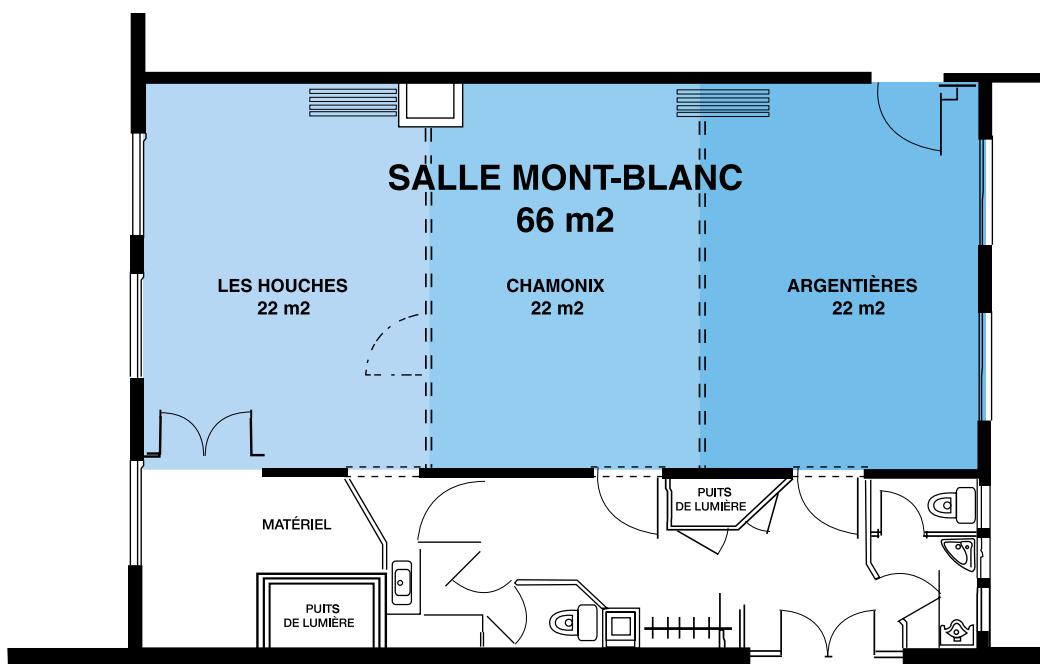 SALLE MONT-BLANC
66 m2
LES HOUCHES
22 m2
CHAMONIX
22 m2
ARGENTIÈRES
22 m2
MATÉRIEL
PUITS
DE LUMIÈRE
PUITS
DE LUMIÈRE